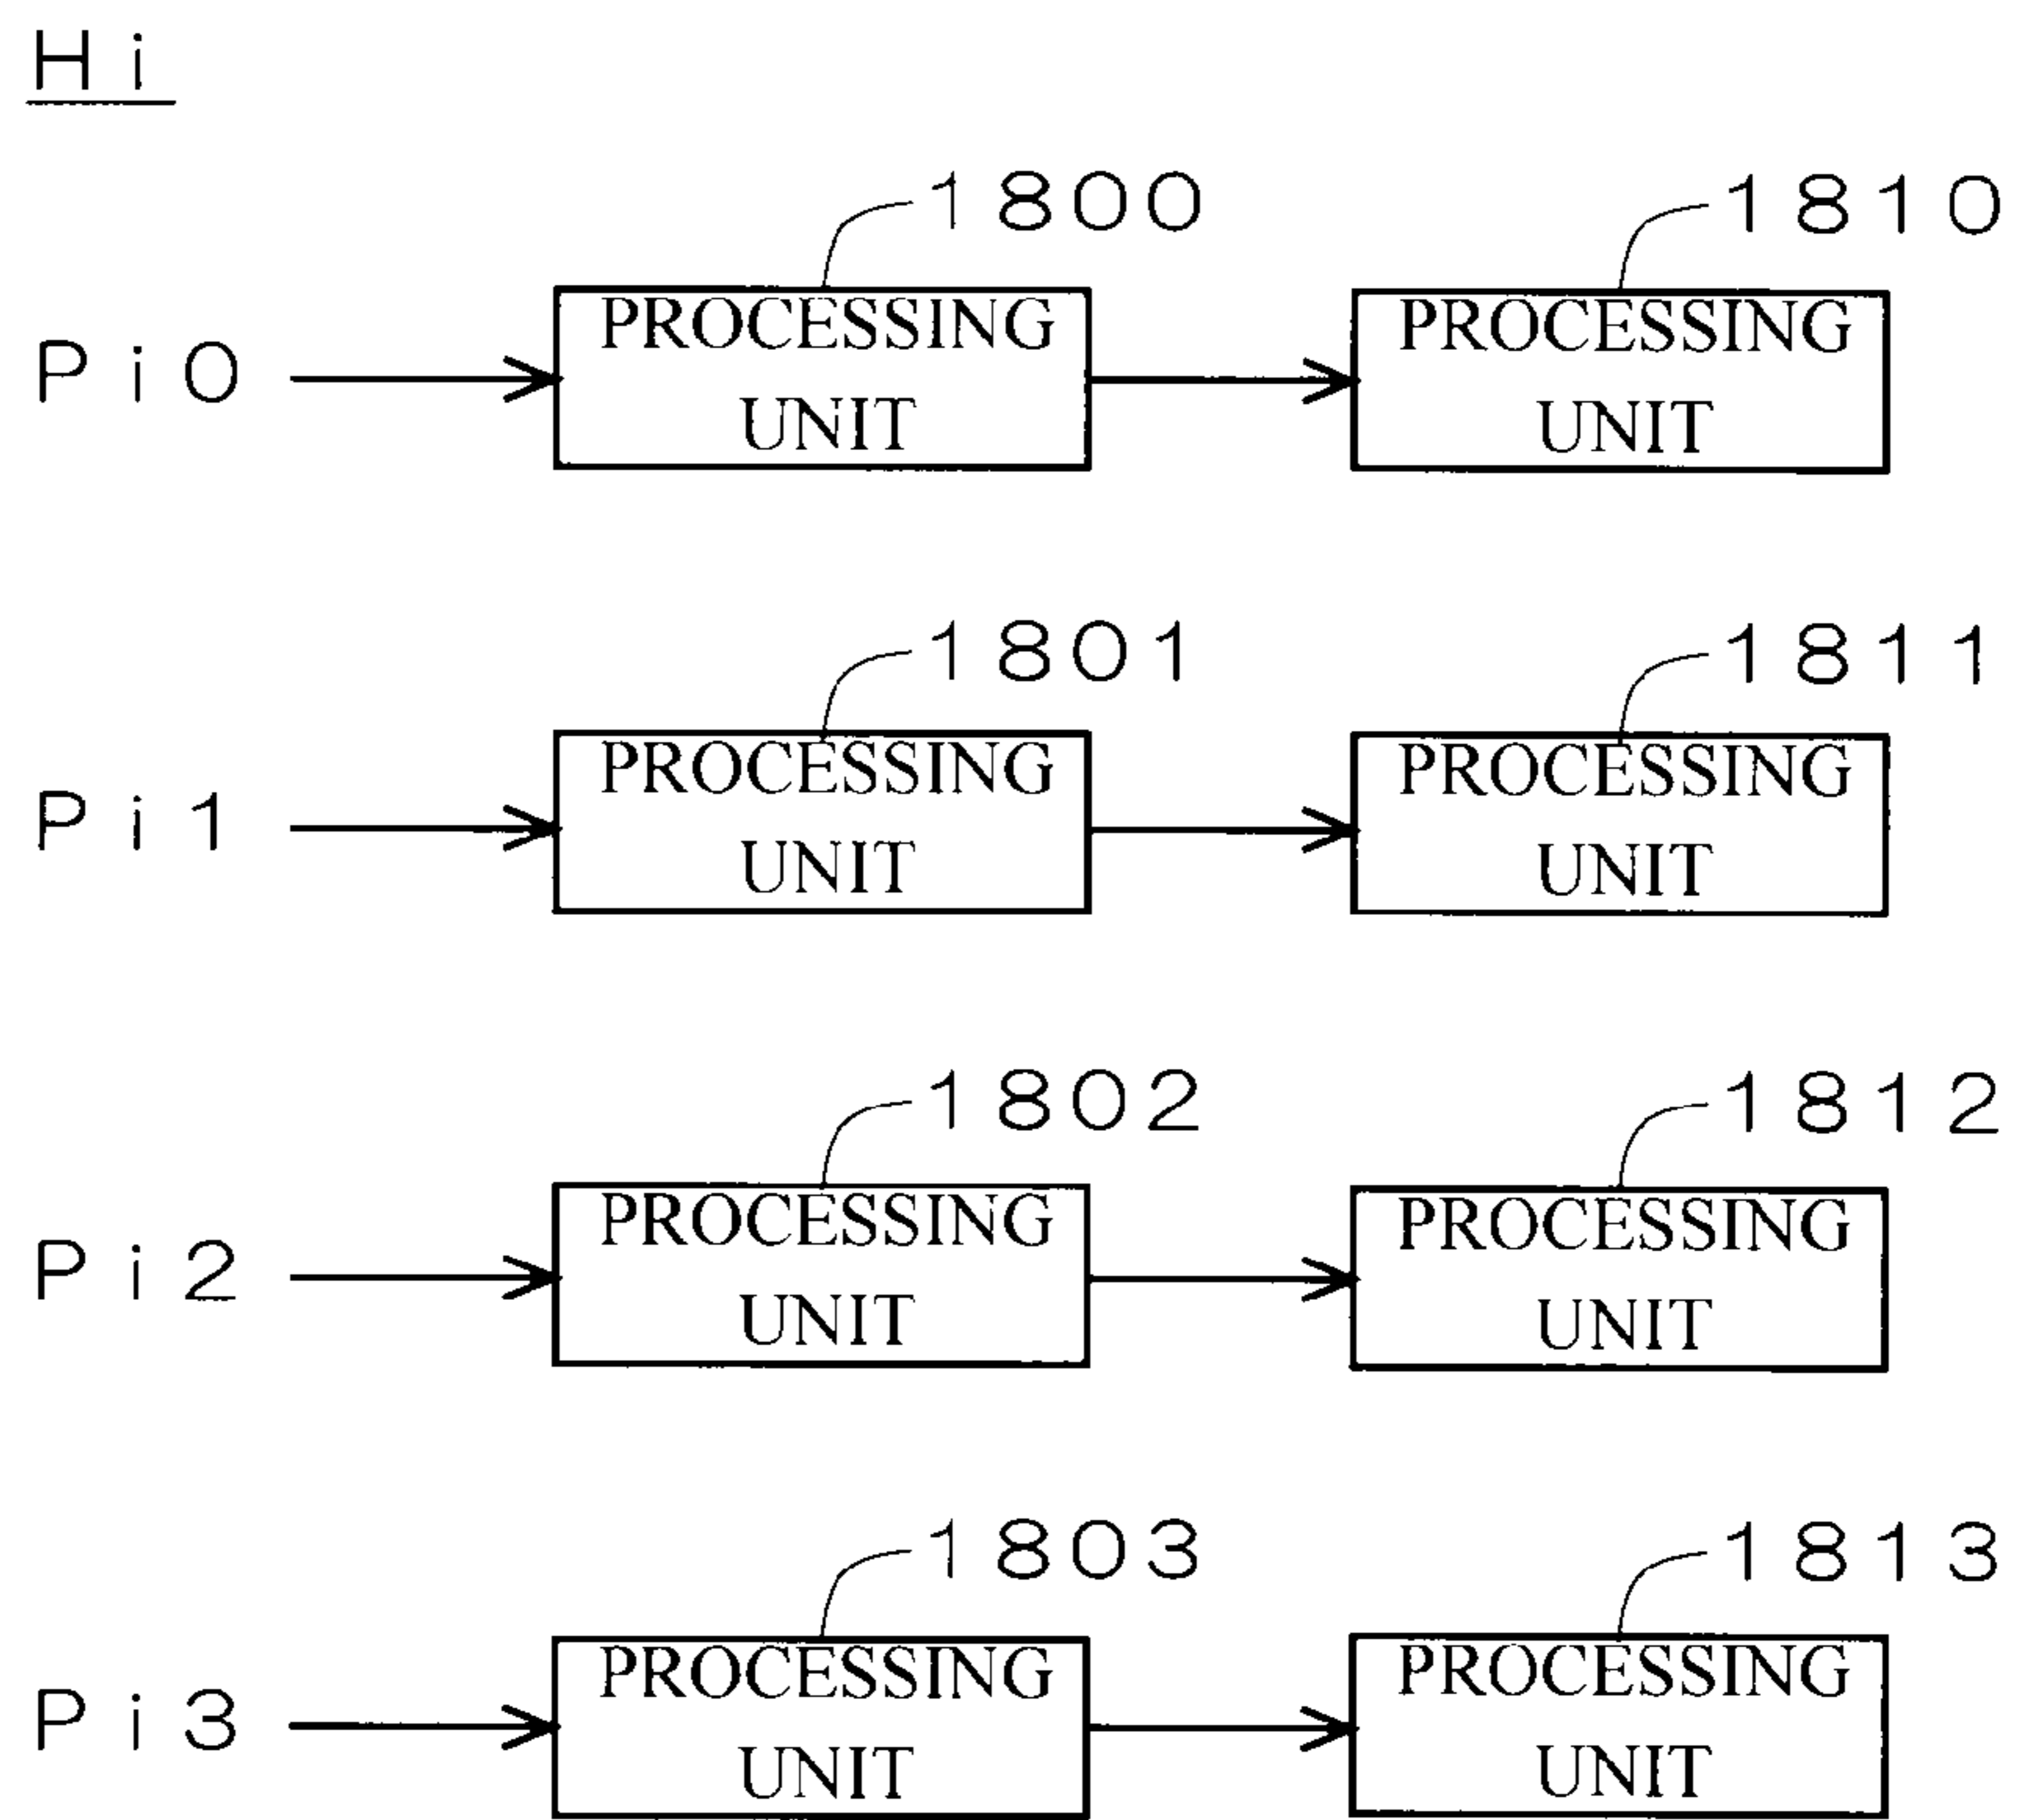 Hi
1800 1810
PROCESSING PROCESSING
Pi0
UNIT UNIT
1801 1811
PROCESSING PROCESSING
Pi1
UNIT UNIT
1802 1812
PROCESSING PROCESSING
Pi2
UNIT UNIT
1803 1813
PROCESSING PROCESSING
Pi3
UNIT UNIT